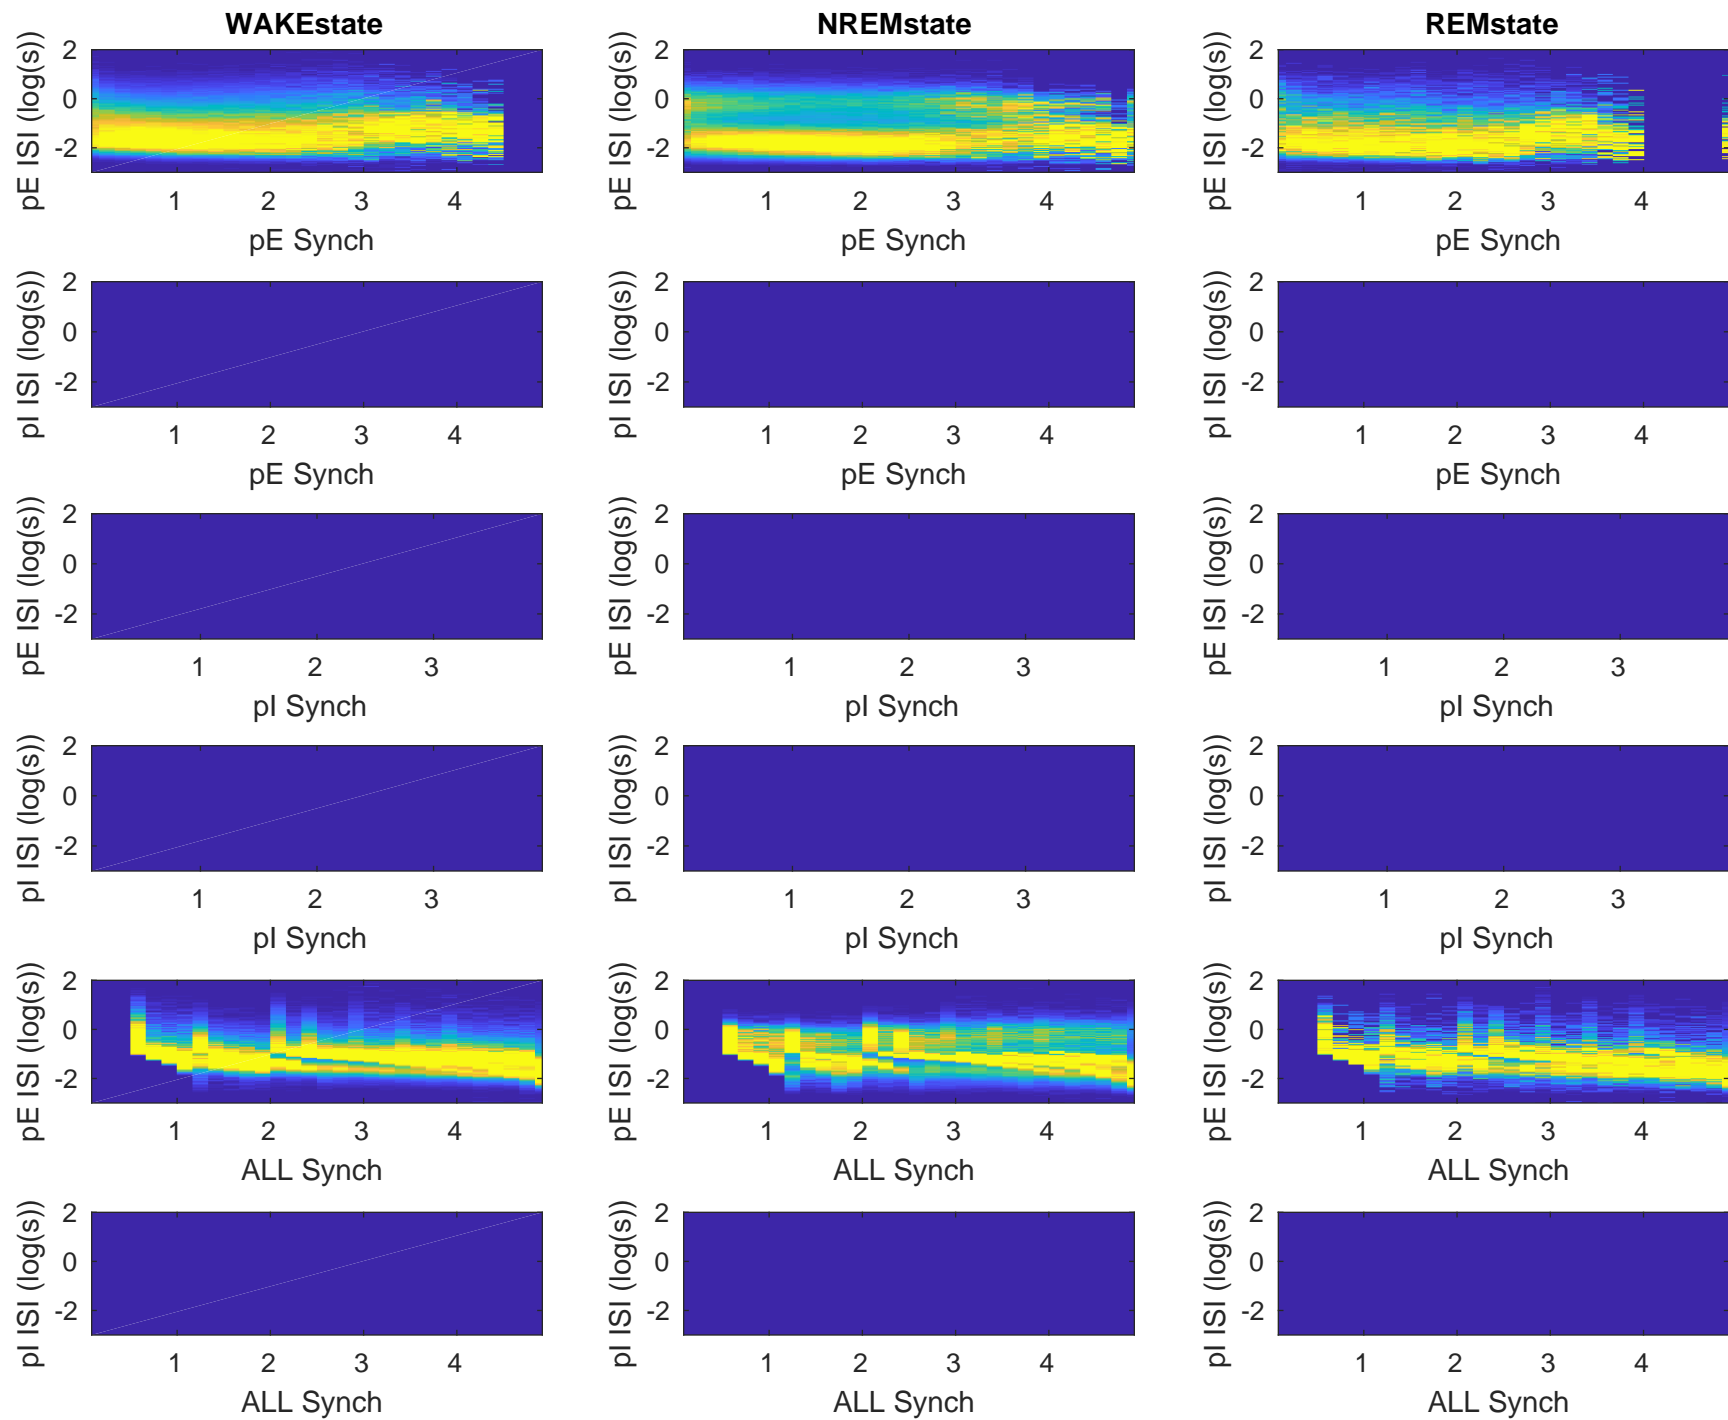 WAKEstate NREMstate REMstate
pE ISI (log(s)) 2 0 -2 pE ISI (log(s)) 2 0 -2 pE ISI (log(s)) 2 0 -2
1 2 3 4 1 2 3 4 1 2 3 4
pE Synch pE Synch pE Synch
pI ISI (log(s)) 2 0 -2 pI ISI (log(s)) 2 0 -2 pI ISI (log(s)) 2 0 -2
1 2 3 4 1 2 3 4 1 2 3 4
pE Synch pE Synch pE Synch
pE ISI (log(s)) 2 0 -2 pE ISI (log(s)) 2 0 -2 pE ISI (log(s)) 2 0 -2
1 2 3 1 2 3 1 2 3
pI Synch pI Synch pI Synch
pI ISI (log(s)) 2 0 -2 pI ISI (log(s)) 2 0 -2 pI ISI (log(s)) 2 0 -2
1 2 3 1 2 3 1 2 3
pI Synch pI Synch pI Synch
pE ISI (log(s)) 2 0 -2 pE ISI (log(s)) 2 0 -2 pE ISI (log(s)) 2 0 -2
1 2 3 4 1 2 3 4 1 2 3 4
ALL Synch ALL Synch ALL Synch
pI ISI (log(s)) 2 0 -2 pI ISI (log(s)) 2 0 -2 pI ISI (log(s)) 2 0 -2
1 2 3 4 1 2 3 4 1 2 3 4
ALL Synch ALL Synch ALL Synch